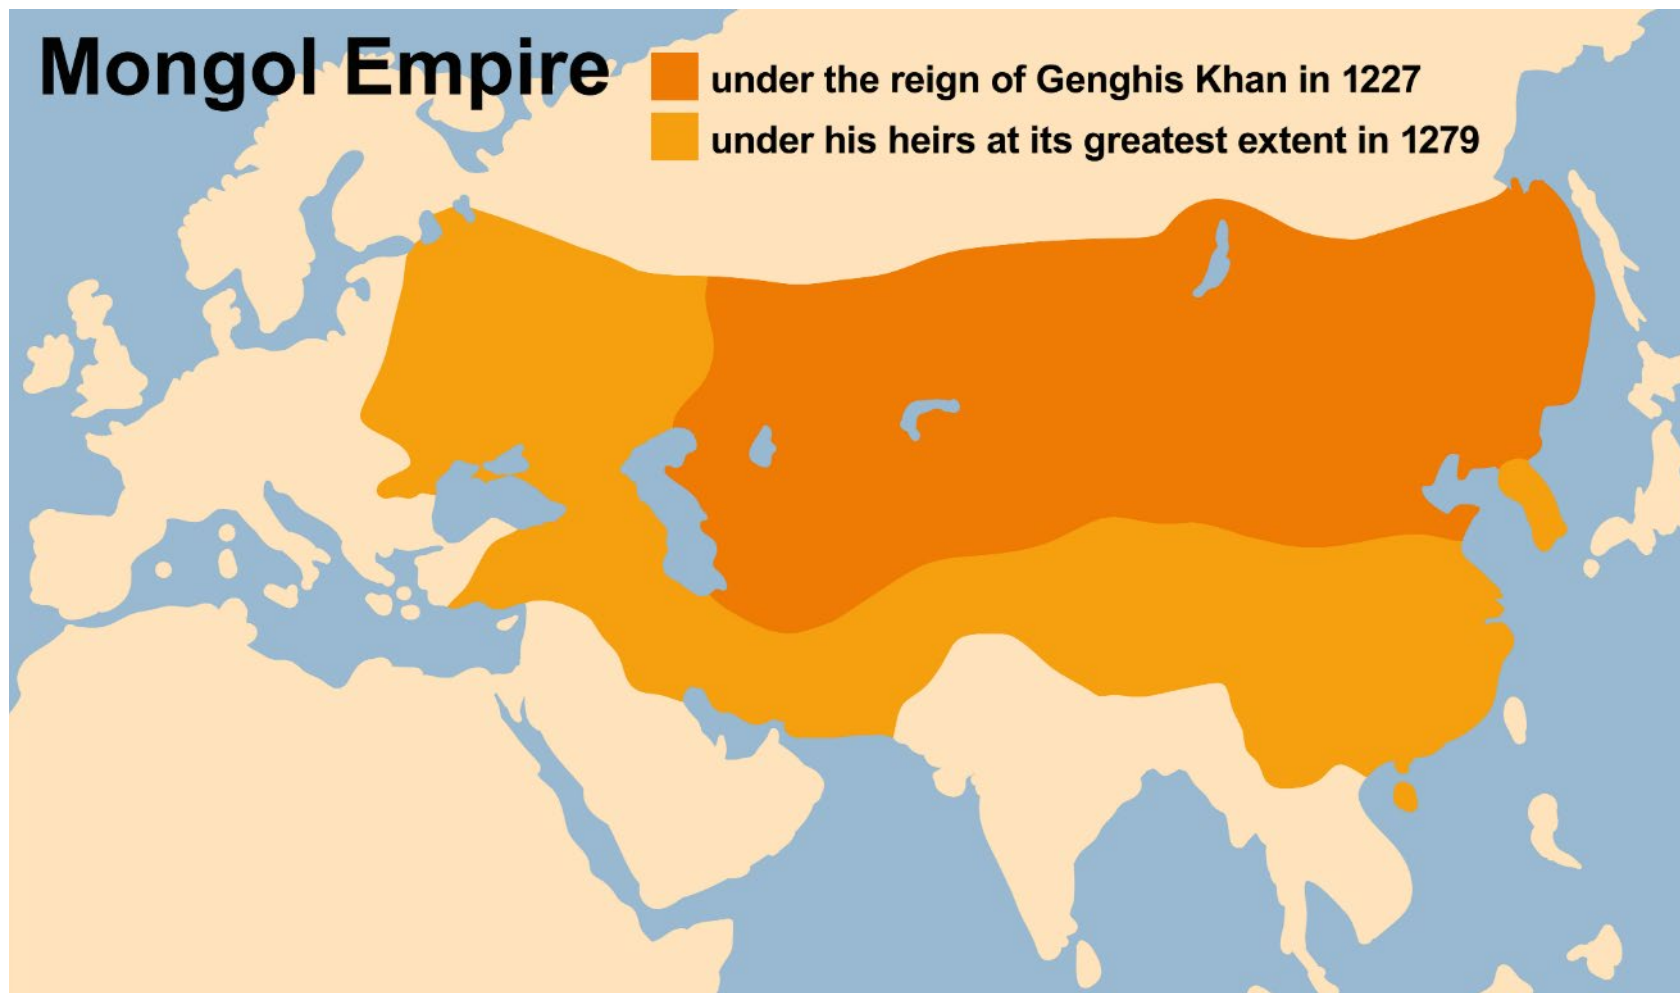 Mongol Empire
under the reign of Genghis Khan in 1227
under his heirs at its greatest extent in 1279